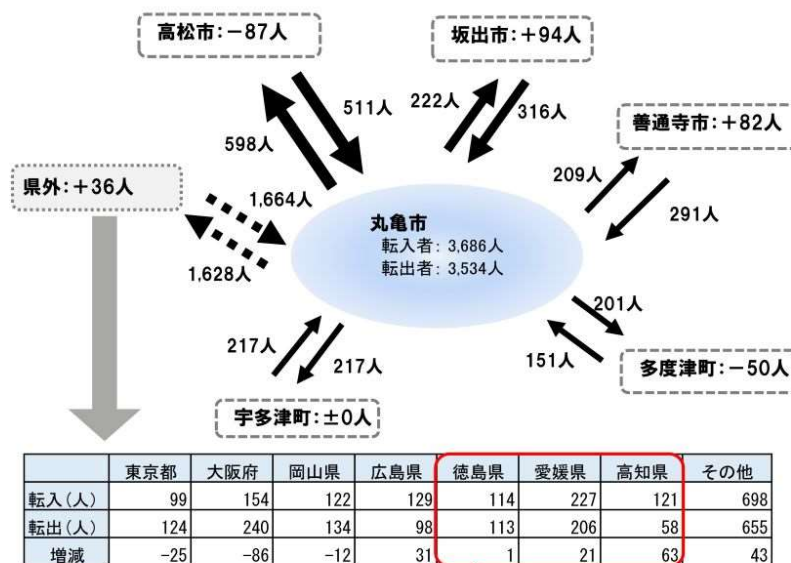 高松市：－87人
坂出市：＋94人
511人
598人
222人
316人
善通寺市：＋82人
209人
291人
県外：＋36人
1,664人
1,628人
丸亀市
転入者： 3,686人
転出者： 3,534人
201人
151人
多度津町：－50人
217人
217人
宇多津町：±0人
東京都 大阪府 岡山県 広島県 徳島県 愛媛県 高知県 その他
転入（人） 99 154 122 129 114 227 121 698
転出（人） 124 240 134 98 113 206 58 655
増減 -25 -86 -12 31 1 21 63 43